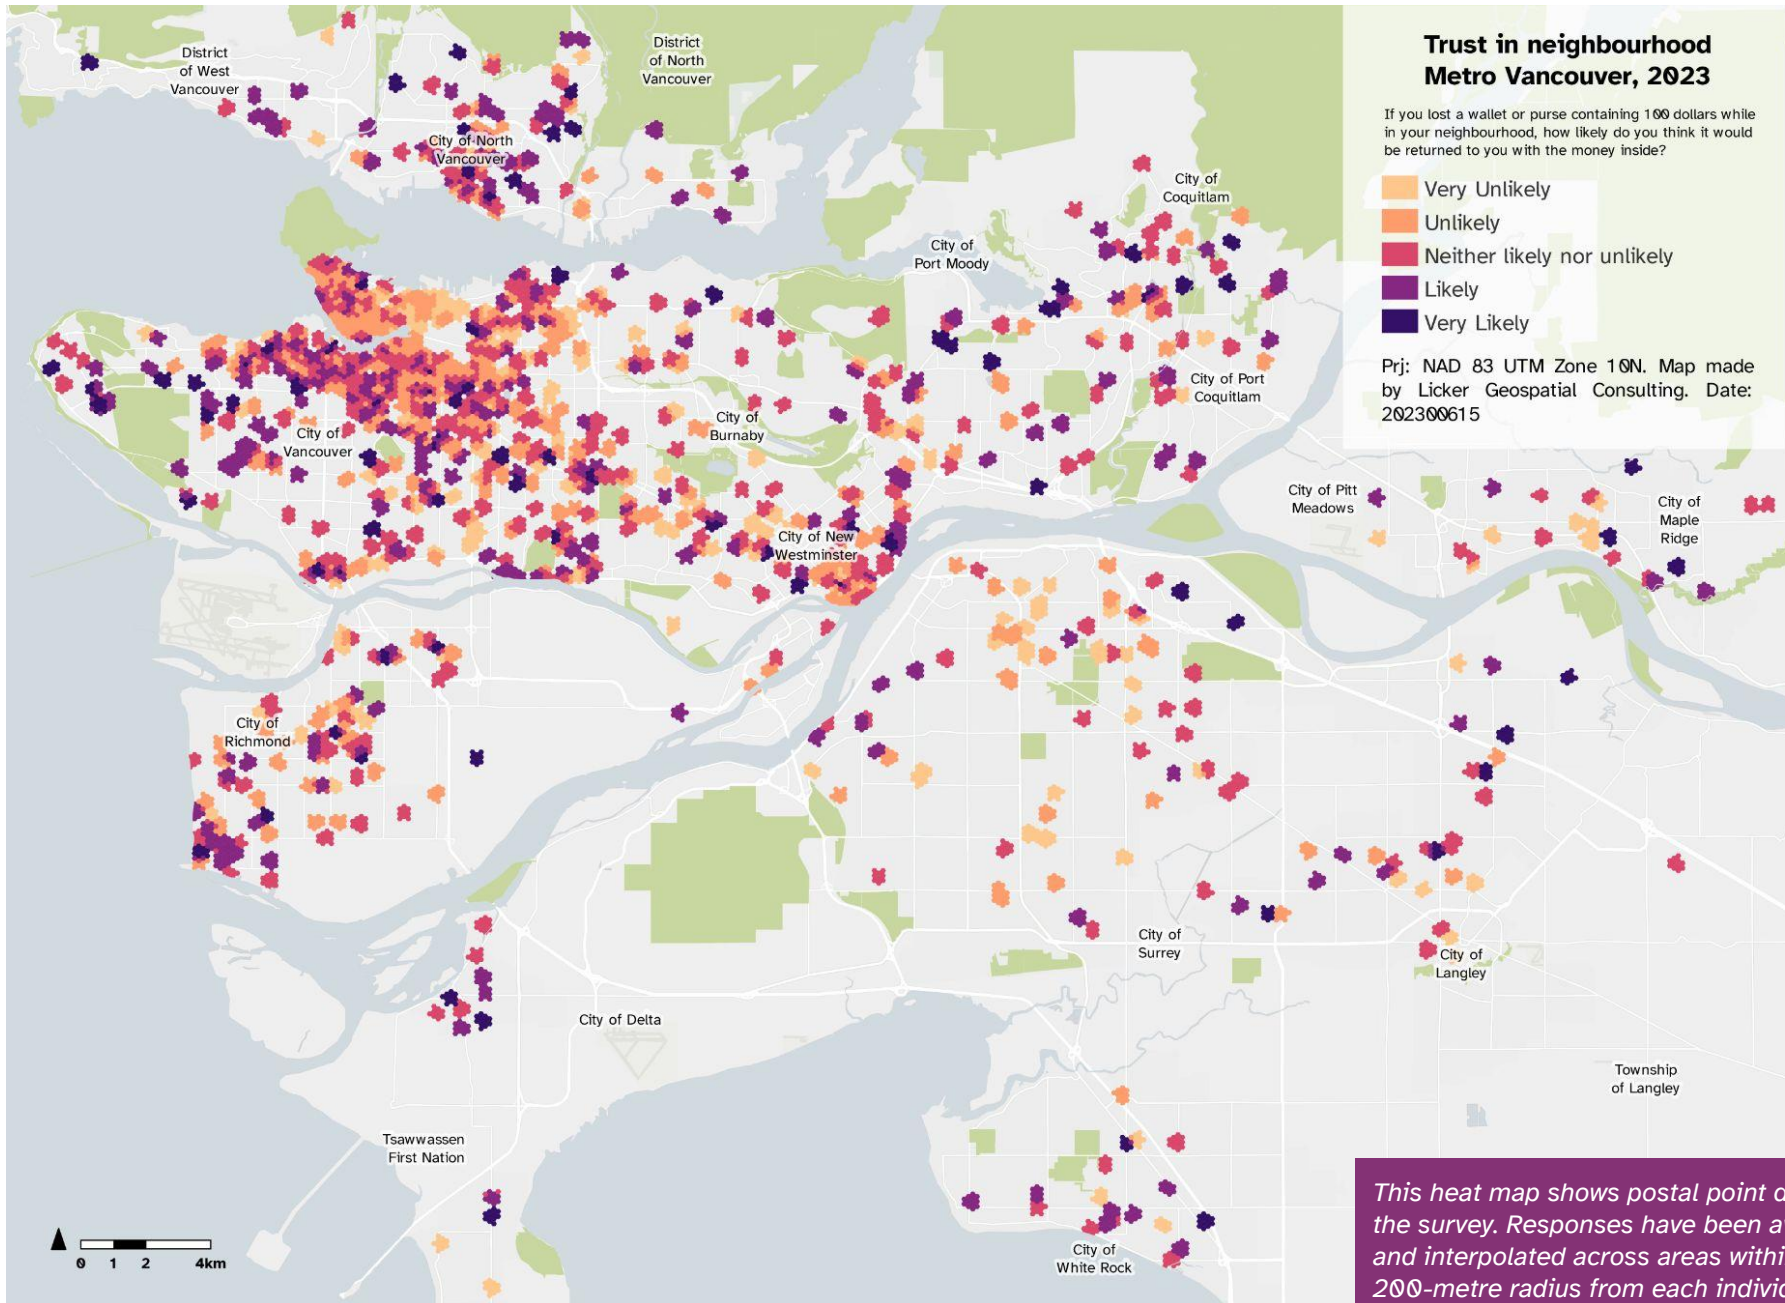 Trust in neighbourhood
Metro Vancouver, 2023
If you lost a wallet or purse containing 100 dollars while
in your neighbourhood, how likely do you think it would
be returned to you with the money inside?
Very Unlikely
Unlikely
Neither likely nor unlikely
Likely
Very Likely
Prj: NAD 83 UTM Zone 10N. Map made
by Licker Geospatial Consulting. Date:
202300615
District
of West
Vancouver
District
of North
Vancouver
City of North
Vancouver
City of
Coquitlam
City of
Port Moody
City of Port
Coquitlam
City of
Burnaby
City of
Vancouver
City of Pitt
Meadows
City of
Maple
Ridge
City of New
Westminster
City of
Richmond
City of
Surrey
City of
Langley
City of Delta
Township
of Langley
Tsawwassen
First Nation
City of
White Rock
0 1 2 4km
This heat map shows postal point
the survey. Responses have been
and interpolated across areas
200-metre radius from each